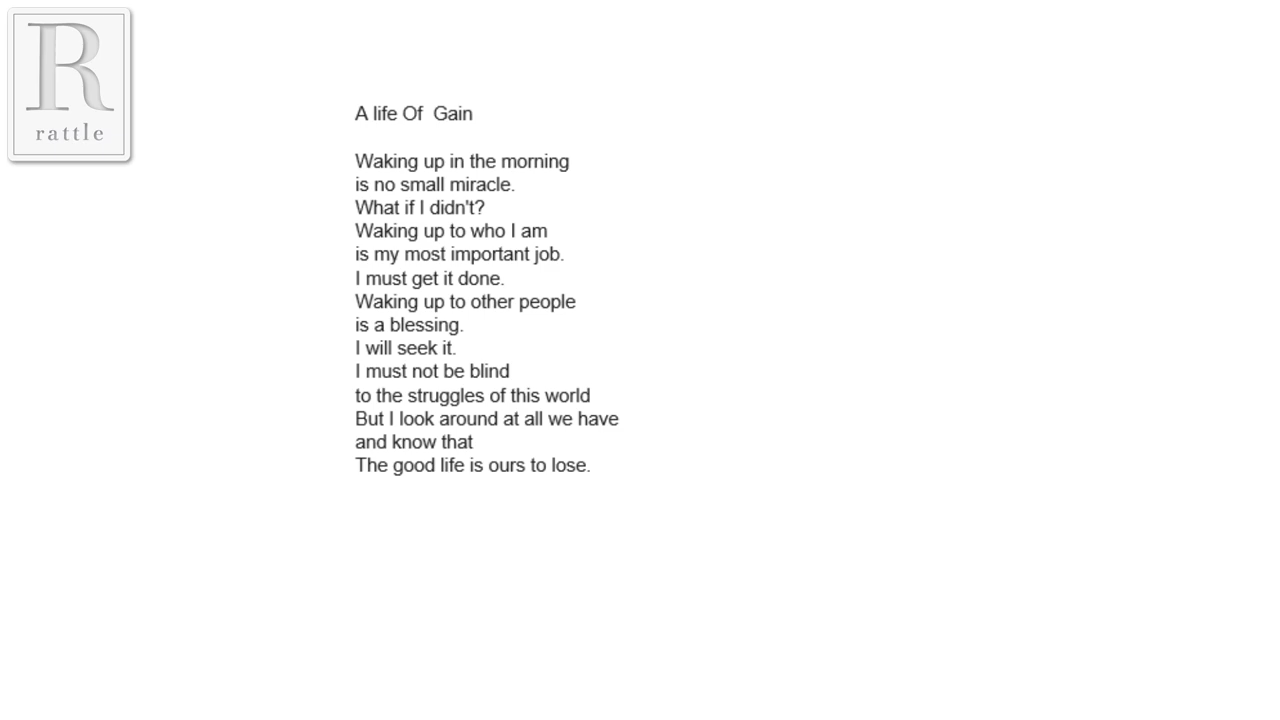 R
rattle
A life Of  Gain
Waking up in the morning
is no small miracle.
What if I didn't?
Waking up to who I am
is my most important job.
I must get it done.
Waking up to other people
is a blessing.
I will seek it.
I must not be blind
to the struggles of this world
But I look around at all we have
and know that
The good life is ours to lose.